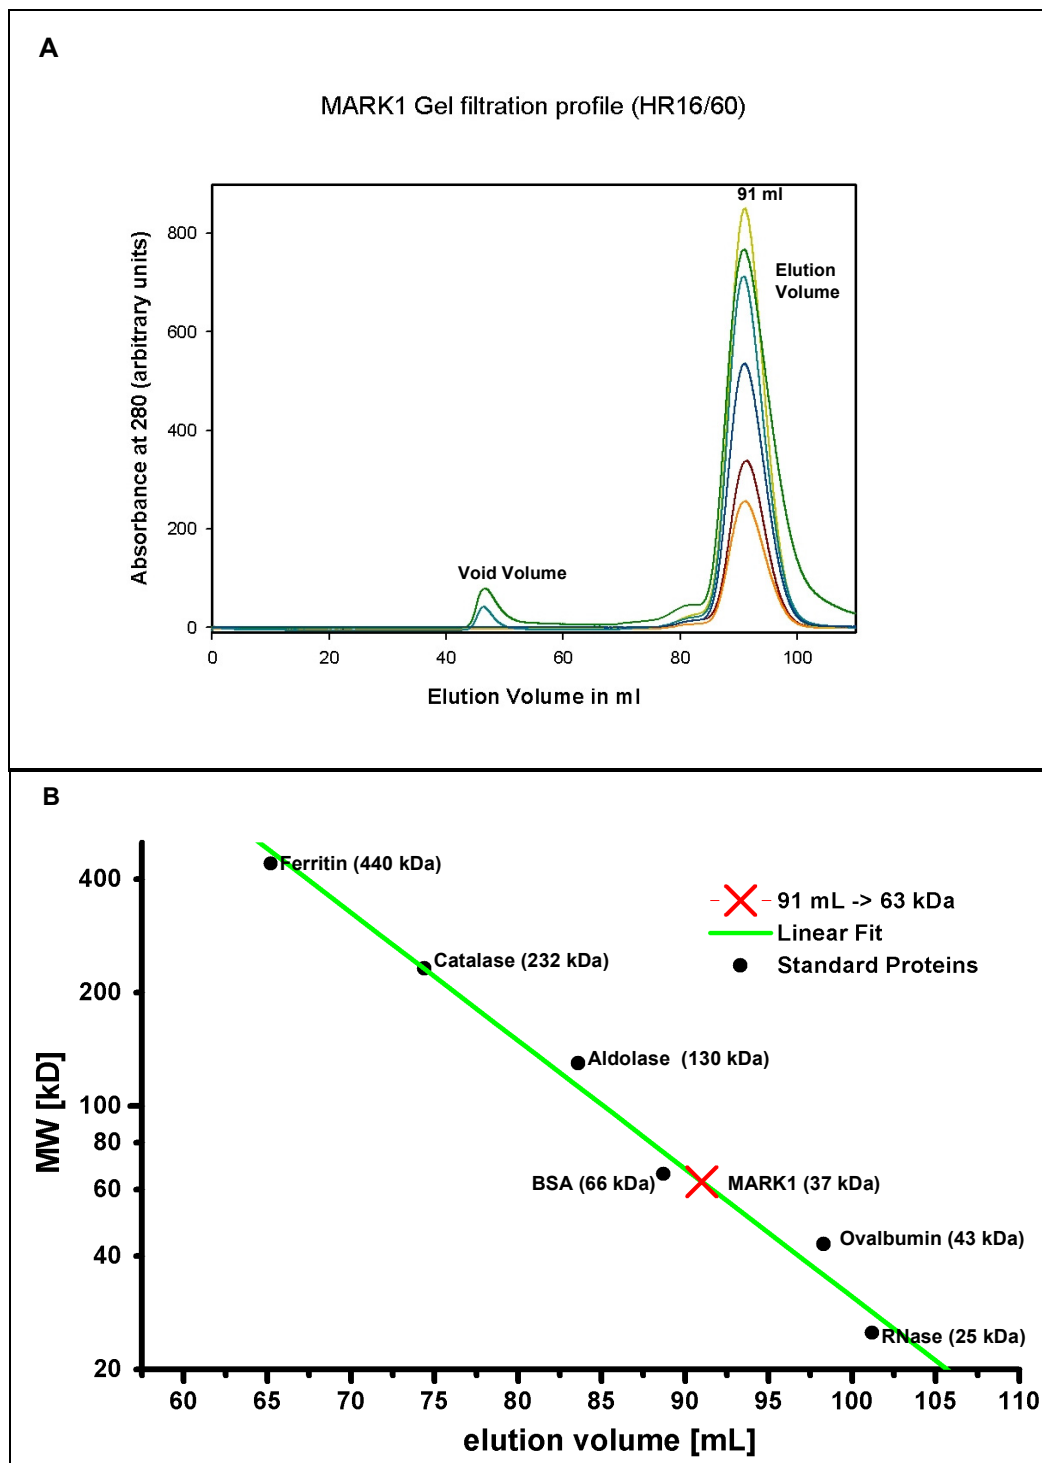 A
MARK1 Gel filtration profile (HR16/60)
91 ml
Elution
Volume
Void Volume
Absorbance at 280 (arbitrary units)
800
600
400
200
0
0 20 40 60 80 100
Elution Volume in ml
B
MW [kD]
400
200
100
80
60
40
20
Ferritin (440 kDa)
91 mL -> 63 kDa
Linear Fit
Standard Proteins
Catalase (232 kDa)
Aldolase (130 kDa)
BSA (66 kDa)
MARK1 (37 kDa)
Ovalbumin (43 kDa)
RNase (25 kDa)
60 65 70 75 80 85 90 95 100 105 110
elution volume [mL]